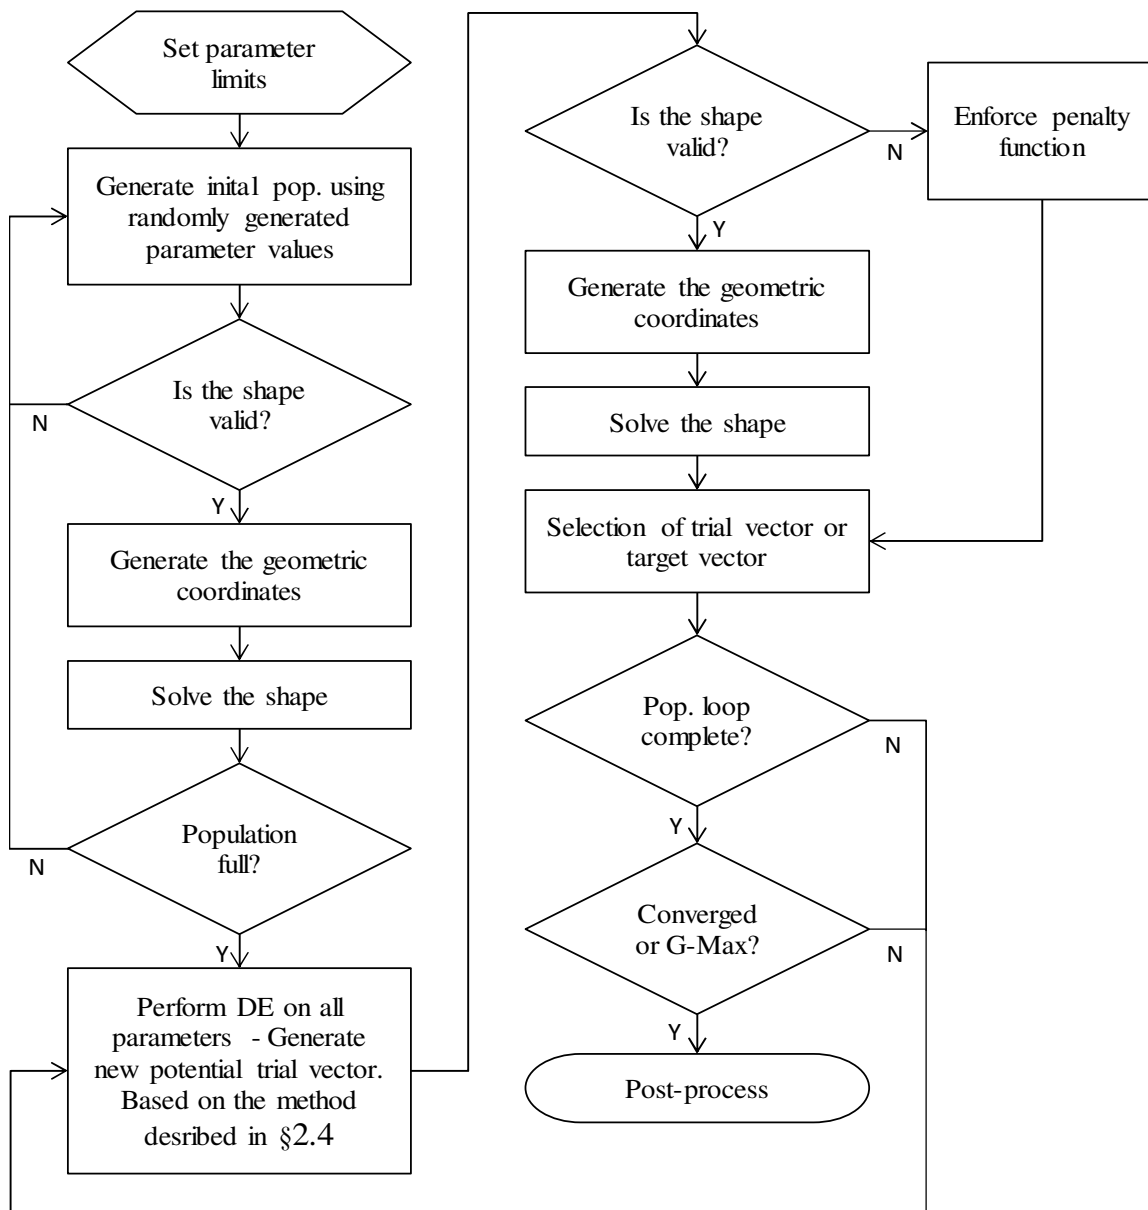 Set parameter
limits
Generate inital pop. using
randomly generated
parameter values
Is the shape
valid?
N
Y
Generate the geometric
coordinates
Solve the shape
Population
full?
N
Y
Perform DE on all
parameters - Generate
new potential trial vector.
Based on the method
desribed in §2.4
Is the shape
valid?
N
Enforce penalty
function
Y
Generate the geometric
coordinates
Solve the shape
Selection of trial vector or
target vector
Pop. loop
complete?
N
Y
Converged
or G-Max?
N
Y
Post-process